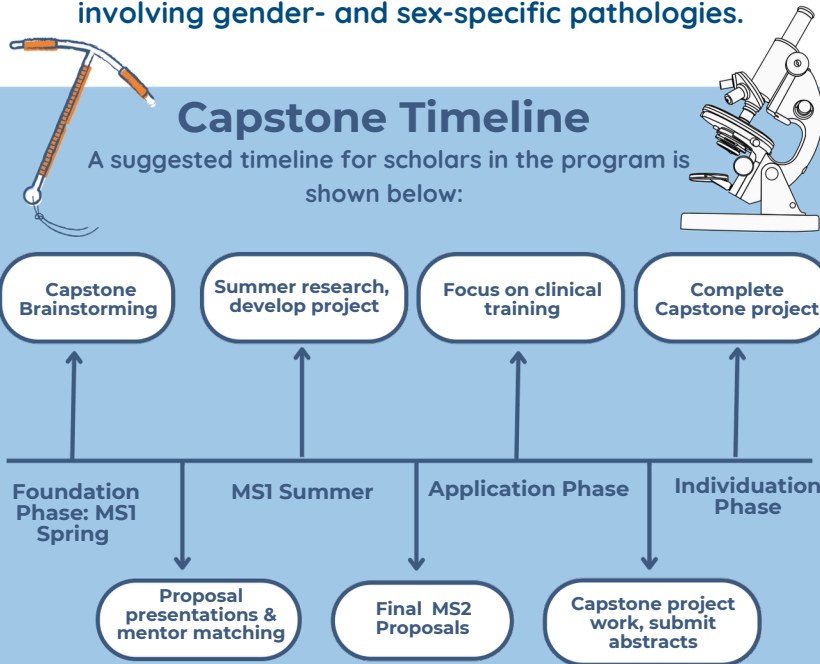 involving gender- and sex-specific pathologies.
Capstone Timeline
A suggested timeline for scholars in the program is
shown below:
Capstone
Brainstorming
Summer research,
develop project
Focus on clinical
training
Complete
Capstone project
Foundation
Phase: MS1
Spring
MS1 Summer
Application Phase
Individuation
Phase
Proposal
presentations &
mentor matching
Final MS2
Proposals
Capstone project
work, submit
abstracts